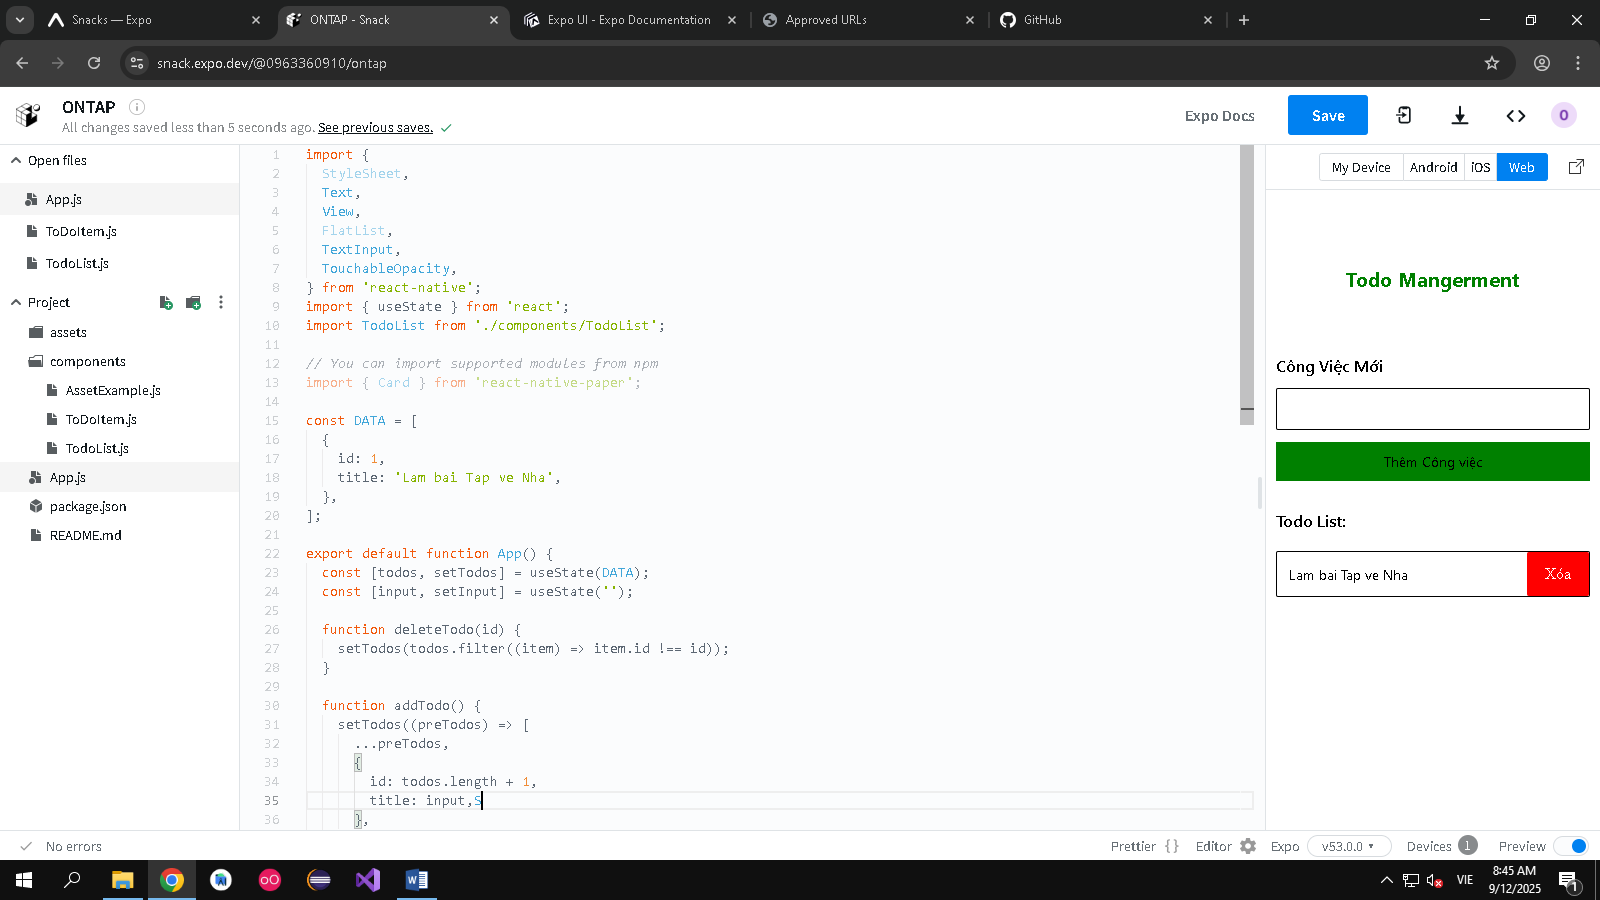 Snacks — Expo
ONTAP - Snack
Expo UI - Expo Documentation
Approved URLs
GitHub
snack.expo.dev/@0963360910/ontap
ONTAP
All changes saved less than 5 seconds ago. See previous saves.
Expo Docs
Save
O
Open files
App.js
ToDoItem.js
TodoList.js
Project
assets
components
AssetExample.js
ToDoItem.js
TodoList.js
App.js
package.json
README.md
1 import {
2 StyleSheet,
3 Text,
4 View,
5 FlatList,
6 TextInput,
7 TouchableOpacity,
8 } from 'react-native';
9 import { useState } from 'react';
10 import TodoList from './components/TodoList';
11
12 // You can import supported modules from npm
13 import { Card } from 'react-native-paper';
14
15 const DATA = [
16 {
17 id: 1,
18 title: 'Lam bai Tap ve Nha',
19 },
20 ];
21
22 export default function App() {
23 const [todos, setTodos] = useState(DATA);
24 const [input, setInput] = useState('');
25
26 function deleteTodo(id) {
27 setTodos(todos.filter((item) => item.id !== id));
28 }
29
30 function addTodo() {
31 setTodos((preTodos) => [
32 ...preTodos,
33 {
34 id: todos.length + 1,
35 title: input,S
36 },
My Device
Android
iOS
Web
Todo Mangerment
Công Việc Mới
Thêm Công việc
Todo List:
Lam bai Tap ve Nha
Xóa
No errors
Prettier {}
Editor
Expo
v53.0.0
Devices 1
Preview
VIE
8:45 AM
9/12/2025
1